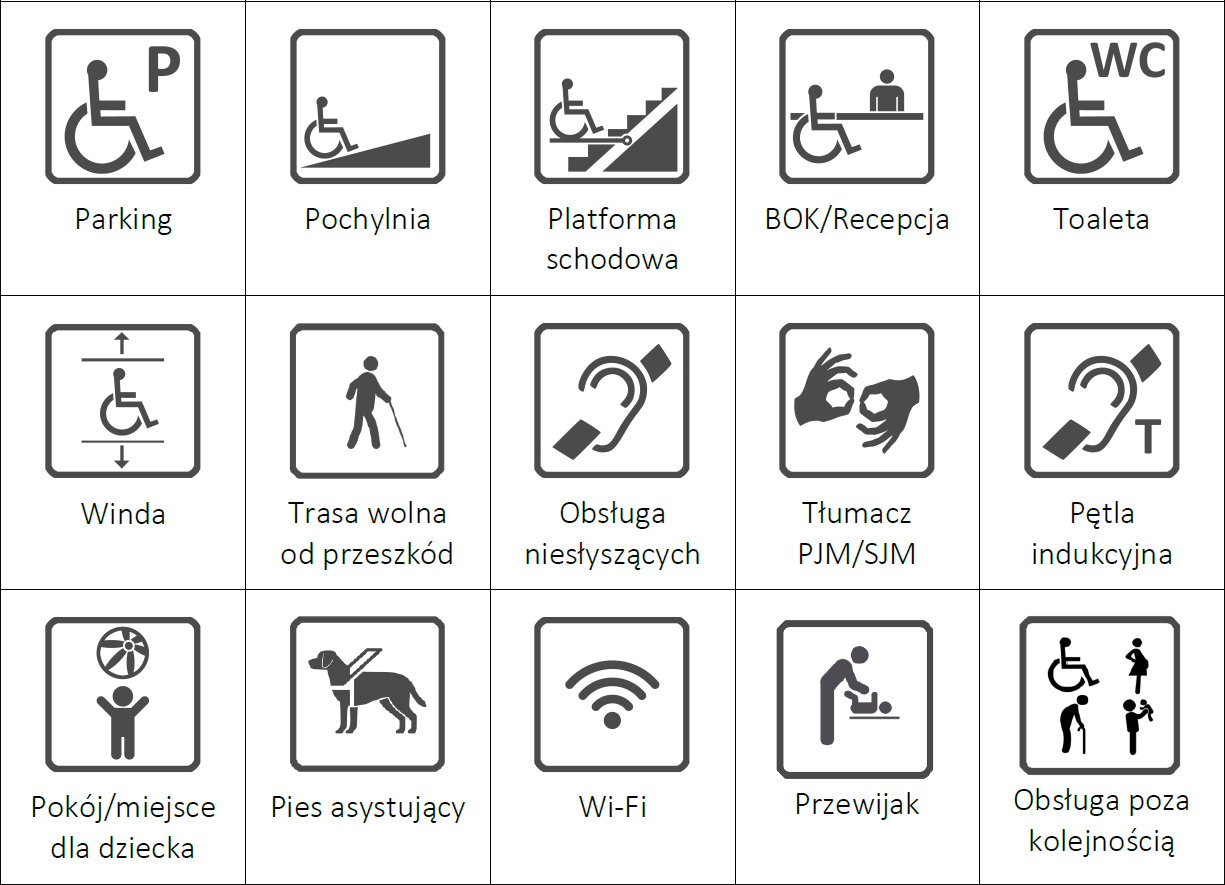 P
WC
Parking
Pochylnia
Platforma
schodowa
BOK/Recepcja
Toaleta
T
Winda
Trasa wolna
od przeszkód
Obsługa
niesłyszących
Tłumacz
PJM/SJM
Pętla
indukcyjna
Pokój/miejsce
dla dziecka
Pies asystujący
Wi-Fi
Przewijak
Obsługa poza
kolejnością